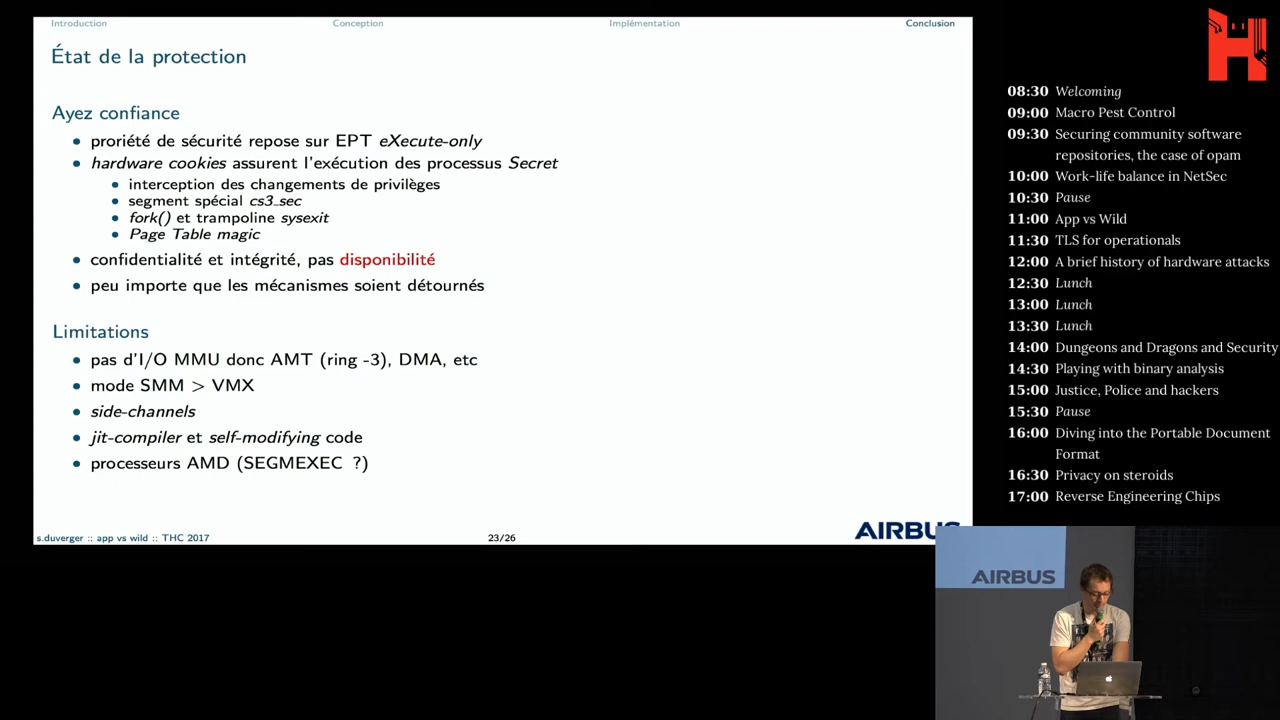 Introduction
Conception
Implémentation
Conclusion
État de la protection
Ayez confiance
proriété de sécurité repose sur EPT eXecute-only
hardware cookies assurent l'exécution des processus Secret
interception des changements de privilèges
segment spécial cs3_sec
fork() et trampoline sysexit
Page Table magic
confidentialité et intégrité, pas disponibilité
peu importe que les mécanismes soient détournés
Limitations
pas d'I/O MMU donc AMT (ring -3), DMA, etc
mode SMM > VMX
side-channels
jit-compiler et self-modifying code
processeurs AMD (SEGMEXEC ?)
s.duverger :: app vs wild :: THC 2017
23/26
AIRBUS
08:30 Welcoming
09:00 Macro Pest Control
09:30 Securing community software
repositories, the case of opam
10:00 Work-life balance in NetSec
10:30 Pause
11:00 App vs Wild
11:30 TLS for operationals
12:00 A brief history of hardware attacks
12:30 Lunch
13:00 Lunch
13:30 Lunch
14:00 Dungeons and Dragons and Security
14:30 Playing with binary analysis
15:00 Justice, Police and hackers
15:30 Pause
16:00 Diving into the Portable Document
Format
16:30 Privacy on steroids
17:00 Reverse Engineering Chips
AIRBUS